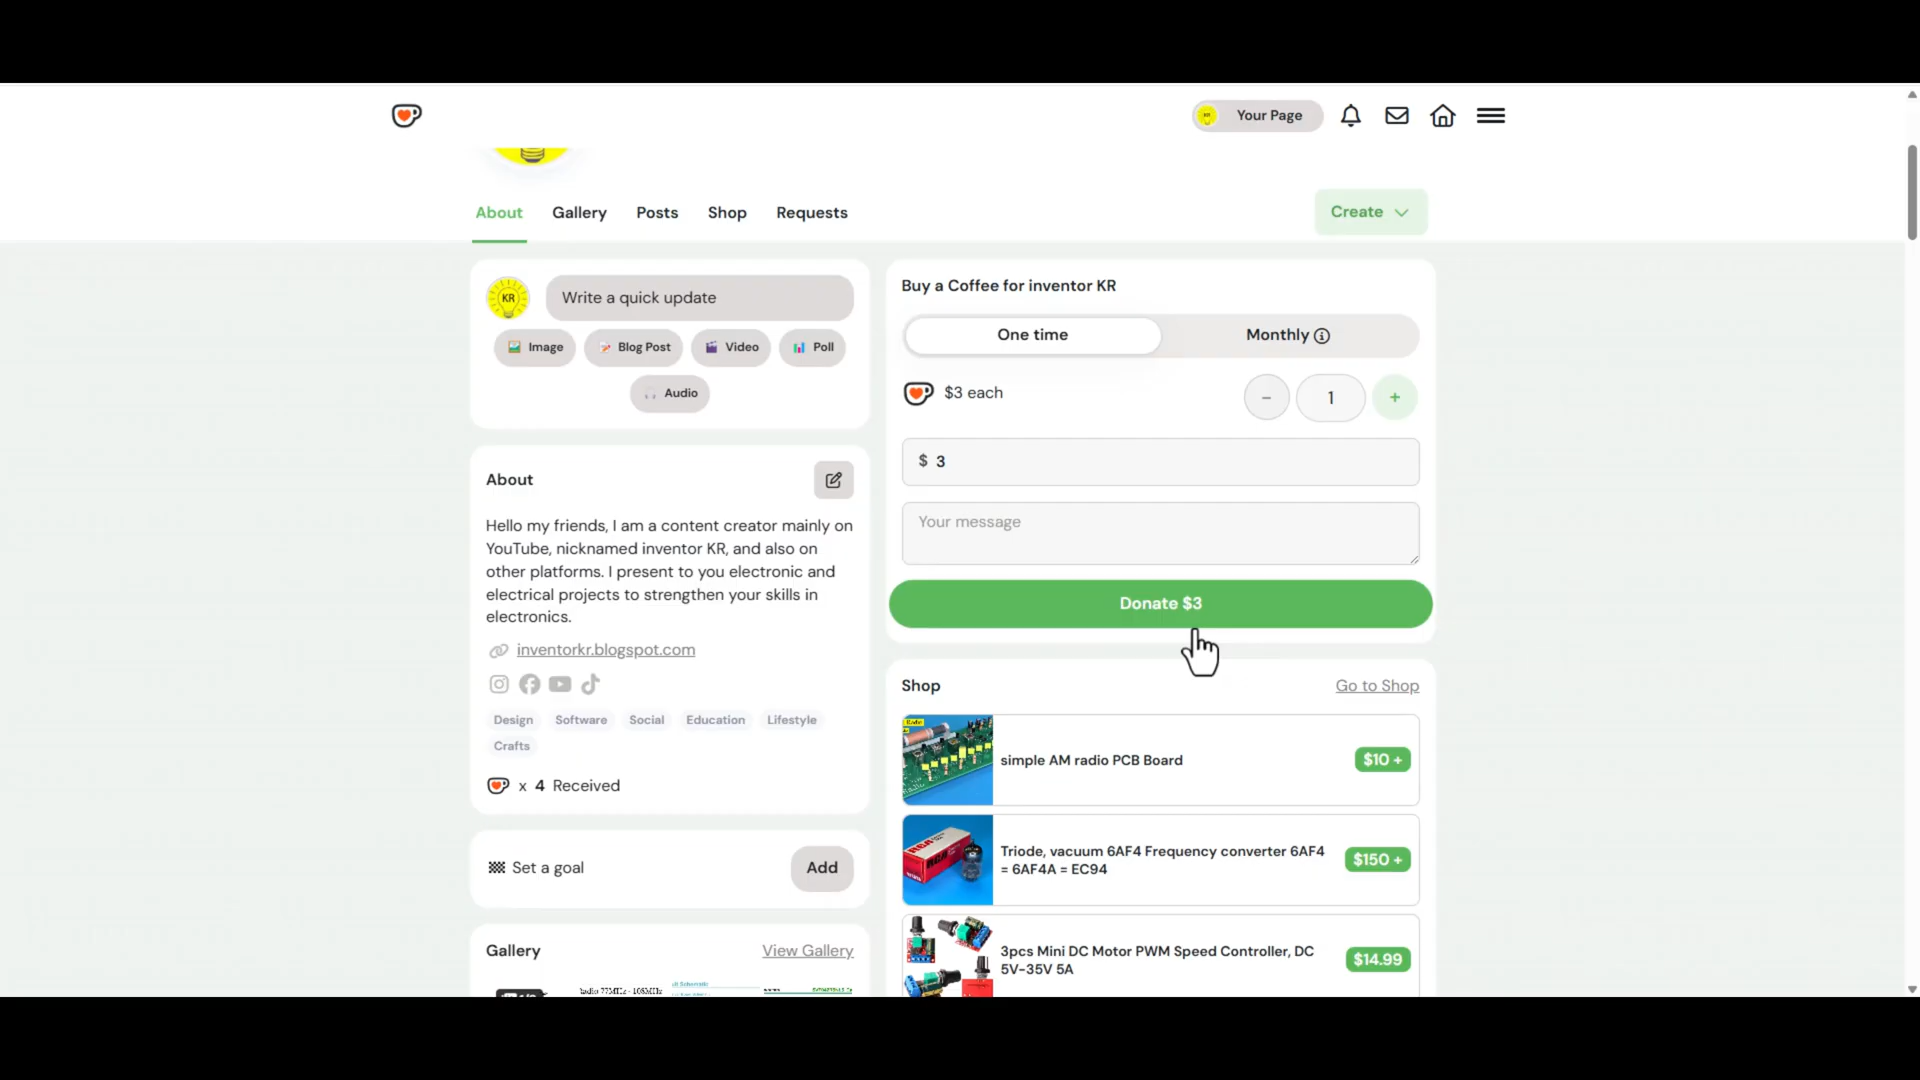 Your Page
About Gallery Posts Shop Requests
Create
KR
Write a quick update
Image Blog Post Video Poll
Audio
About
Hello my friends, I am a content creator mainly on
YouTube, nicknamed inventor KR, and also on
other platforms. I present to you electronic and
electrical projects to strengthen your skills in
electronics.
inventorkr.blogspot.com
Design Software Social Education Lifestyle
Crafts
x 4 Received
Set a goal
Add
Gallery
View Gallery
Radio 77MHz - 108MHz
Buy a Coffee for inventor KR
One time Monthly
$3 each
- 1 +
$ 3
Your message
Donate $3
Shop
Go to Shop
simple AM radio PCB Board
$10 +
RCA
Triode, vacuum 6AF4 Frequency converter 6AF4
= 6AF4A = EC94
$150 +
3pcs Mini DC Motor PWM Speed Controller, DC
5V-35V 5A
$14.99